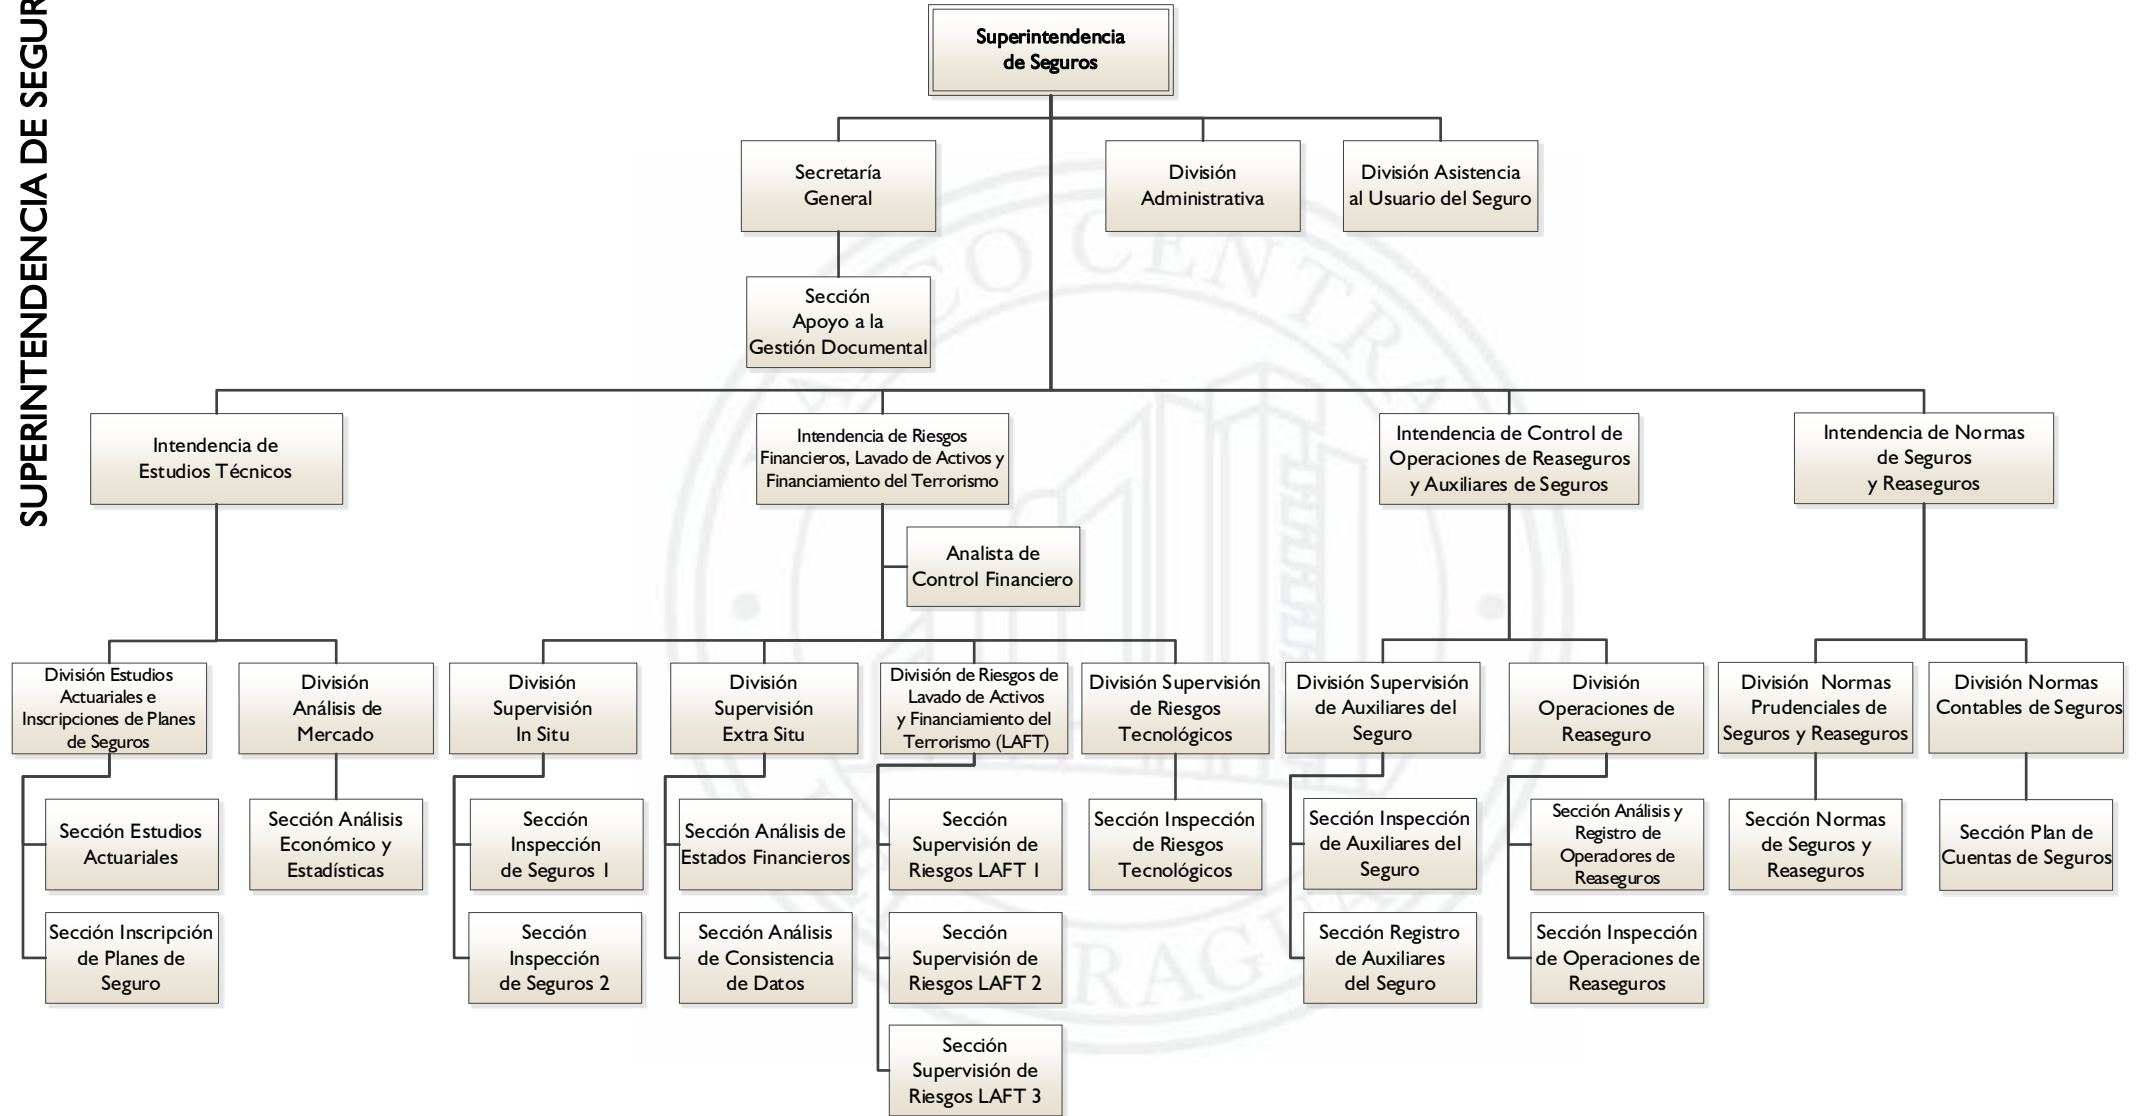 SUPERINTENDENCIA DE SEGUR
Superintendencia
de Seguros
Secretaría
General
División
Administrativa
División Asistencia
al Usuario del Seguro
Sección
Apoyo a la
Gestión Documental
Intendencia de
Estudios Técnicos
Intendencia de Riesgos
Financieros, Lavado de Activos y
Financiamiento del Terrorismo
Intendencia de Control de
Operaciones de Reaseguros
y Auxiliares de Seguros
Intendencia de Normas
de Seguros
y Reaseguros
Analista de
Control Financiero
División Estudios
Actuariales e
Inscripciones de Planes
de Seguros
División
Análisis de
Mercado
División
Supervisión
In Situ
División
Supervisión
Extra Situ
División de Riesgos de
Lavado de Activos
y Financiamiento del
Terrorismo (LAFT)
División Supervisión
de Riesgos
Tecnológicos
División Supervisión
de Auxiliares del
Seguro
División
Operaciones de
Reaseguro
División Normas
Prudenciales de
Seguros y Reaseguros
División Normas
Contables de Seguros
Sección Estudios
Actuariales
Sección Análisis
Económico y
Estadísticas
Sección
Inspección
de Seguros 1
Sección Análisis de
Estados Financieros
Sección
Supervisión de
Riesgos LAFT 1
Sección Inspección
de Riesgos
Tecnológicos
Sección Inspección
de Auxiliares del
Seguro
Sección Análisis y
Registro de
Operadores de
Reaseguros
Sección Normas
de Seguros y
Reaseguros
Sección Plan de
Cuentas de Seguros
Sección Inscripción
de Planes de
Seguro
Sección
Inspección
de Seguros 2
Sección Análisis
de Consistencia
de Datos
Sección
Supervisión de
Riesgos LAFT 2
Sección Registro
de Auxiliares
del Seguro
Sección Inspección
de Operaciones de
Reaseguros
Sección
Supervisión de
Riesgos LAFT 3